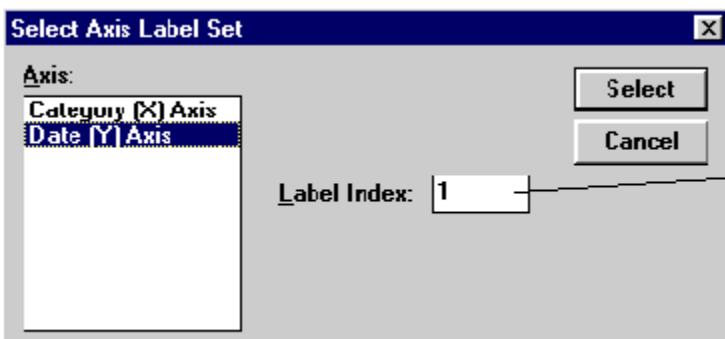 Select Axis Label Set
Axis:
Category (X) Axis
Date (Y) Axis
Select
Cancel
Label Index: 1